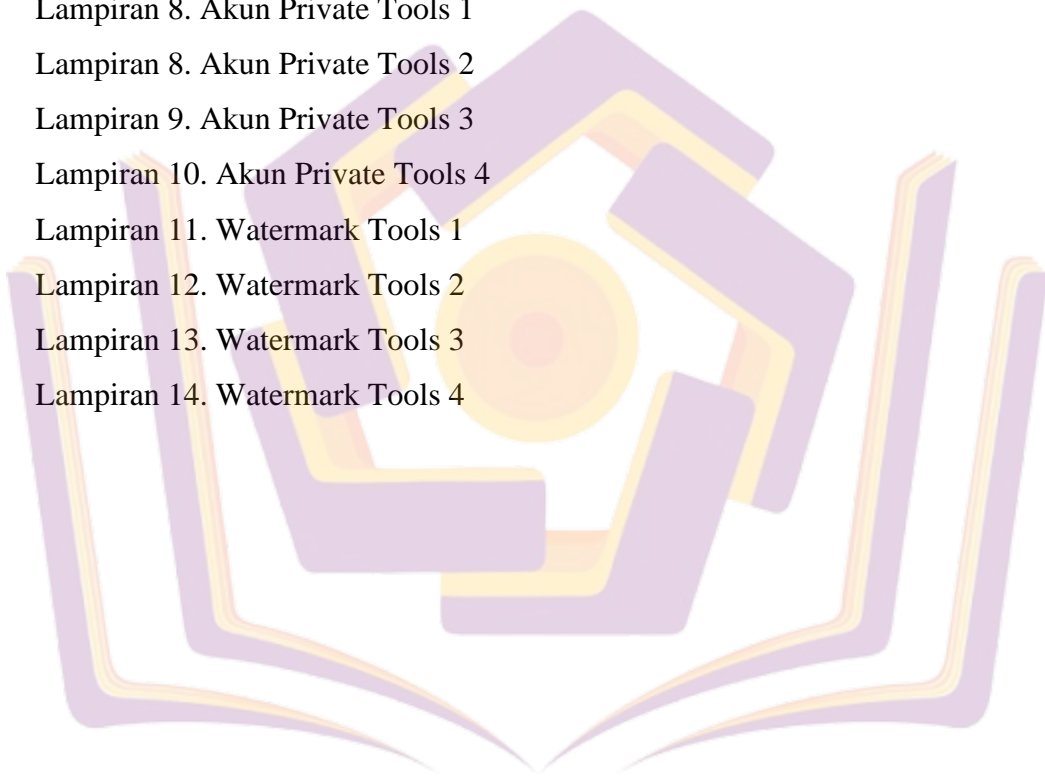 Lampiran 8. Akun Private Tools 1
Lampiran 8. Akun Private Tools 2
Lampiran 9. Akun Private Tools 3
Lampiran 10. Akun Private Tools 4
Lampiran 11. Watermark Tools 1
Lampiran 12. Watermark Tools 2
Lampiran 13. Watermark Tools 3
Lampiran 14. Watermark Tools 4